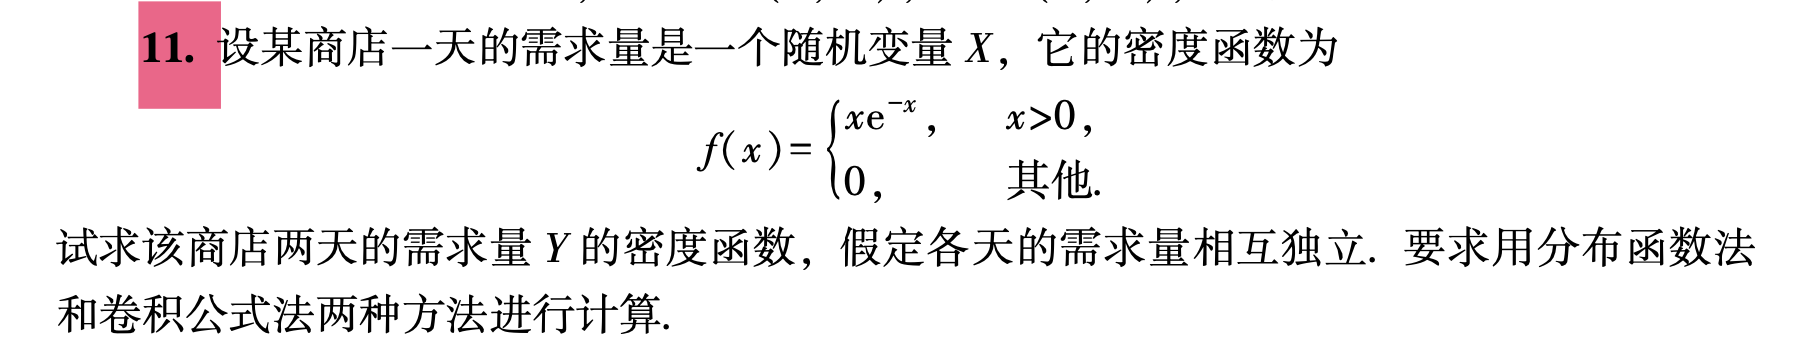 11. 设某商店一天的需求量是一个随机变量 X，它的密度函数为
f(x)= { xe^{-x}, x>0,
0, 其他.
试求该商店两天的需求量 Y 的密度函数，假定各天的需求量相互独立. 要求用分布函数法
和卷积公式法两种方法进行计算.